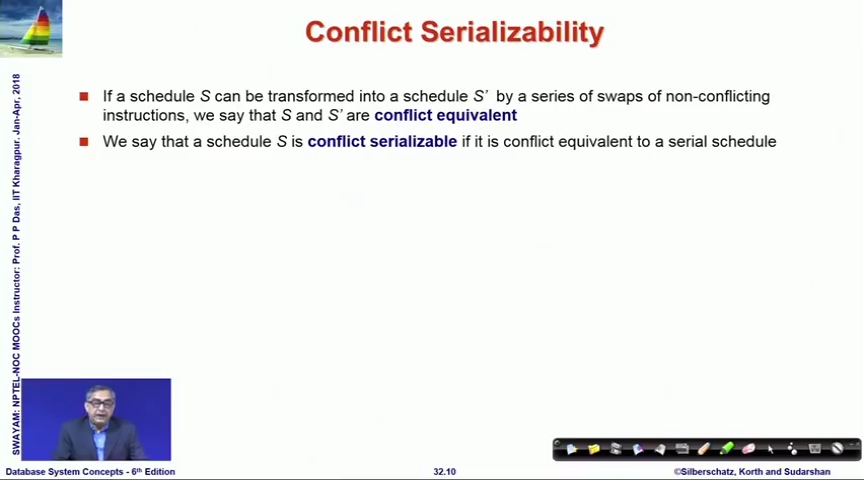 Conflict Serializability
If a schedule S can be transformed into a schedule S’ by a series of swaps of non-conflicting
instructions, we say that S and S’ are conflict equivalent
We say that a schedule S is conflict serializable if it is conflict equivalent to a serial schedule
SWAYAM: NPTEL-NOC MOOCs Instructor: Prof. P P Das, IIT Kharagpur. Jan-Apr, 2018
Database System Concepts - 6th Edition
32.10
©Silberschatz, Korth and Sudarshan